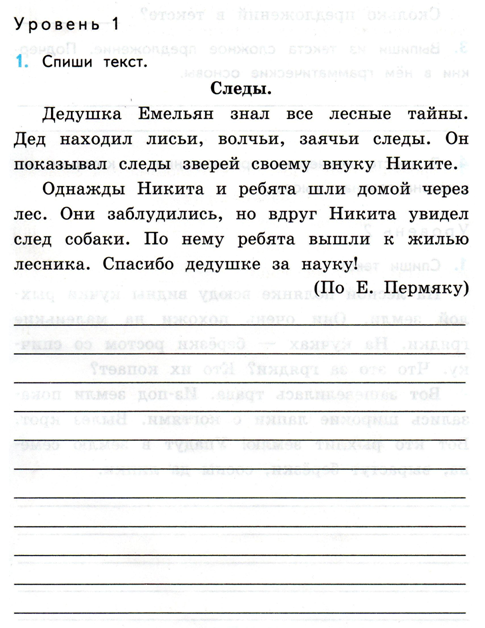 Уровень 1
1. Спиши текст.
Следы.
Дедушка Емельян знал все лесные тайны.
Дед находил лисьи, волчьи, заячьи следы. Он
показывал следы зверей своему внуку Никите.
Однажды Никита и ребята шли домой через
лес. Они заблудились, но вдруг Никита увидел
след собаки. По нему ребята вышли к жилью
лесника. Спасибо дедушке за науку!
(По Е. Пермяку)